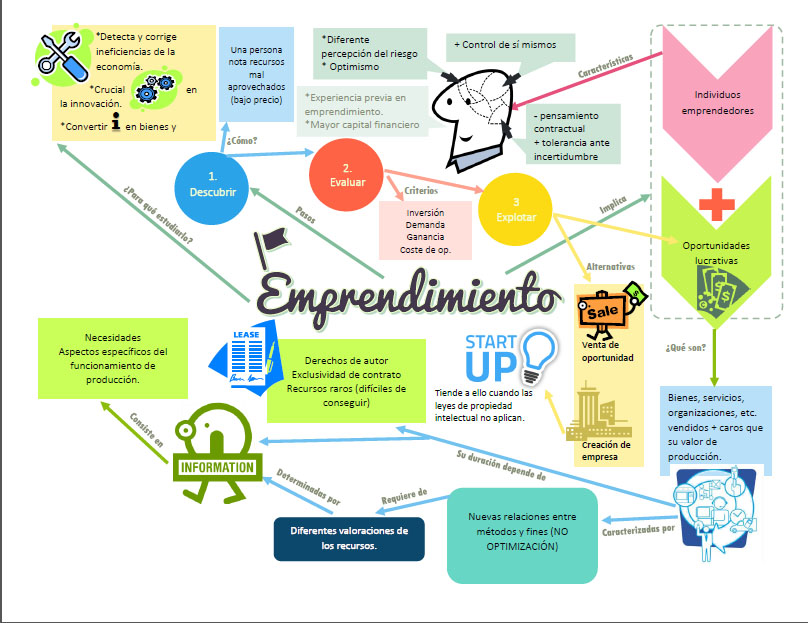 *Detecta y corrige
ineficiencias de la
economía.
*Crucial en
la innovación.
*Convertir en bienes y
Una persona
nota recursos
mal
aprovechados
(bajo precio)
*Diferente
percepción del riesgo
* Optimismo
+ Control de sí mismos
Características
Individuos
emprendedores
*Experiencia previa en
emprendimiento.
*Mayor capital financiero
- pensamiento
contractual
+ tolerancia ante
incertidumbre
¿Cómo?
1.
Descubrir
2.
Evaluar
3
Explotar
Criterios
Inversión
Demanda
Ganancia
Coste de op.
¿Para qué estudiarlo?
Pasos
Implica
Oportunidades
lucrativas
Emprendimiento
Alternativas
Sale
Venta de
oportunidad
Creación de
empresa
¿Qué son?
Necesidades
Aspectos específicos del
funcionamiento de
producción.
LEASE
Derechos de autor
Exclusividad de contrato
Recursos raros (difíciles de
conseguir)
START
UP
Tiende a ello cuando las
leyes de propiedad
intelectual no aplican.
Bienes, servicios,
organizaciones, etc.
vendidos + caros que
su valor de
producción.
Consiste en
INFORMATION
Su duración depende de
Determinadas por
Requiere de
Diferentes valoraciones de
los recursos.
Nuevas relaciones entre
métodos y fines (NO
OPTIMIZACIÓN)
Caracterizadas por